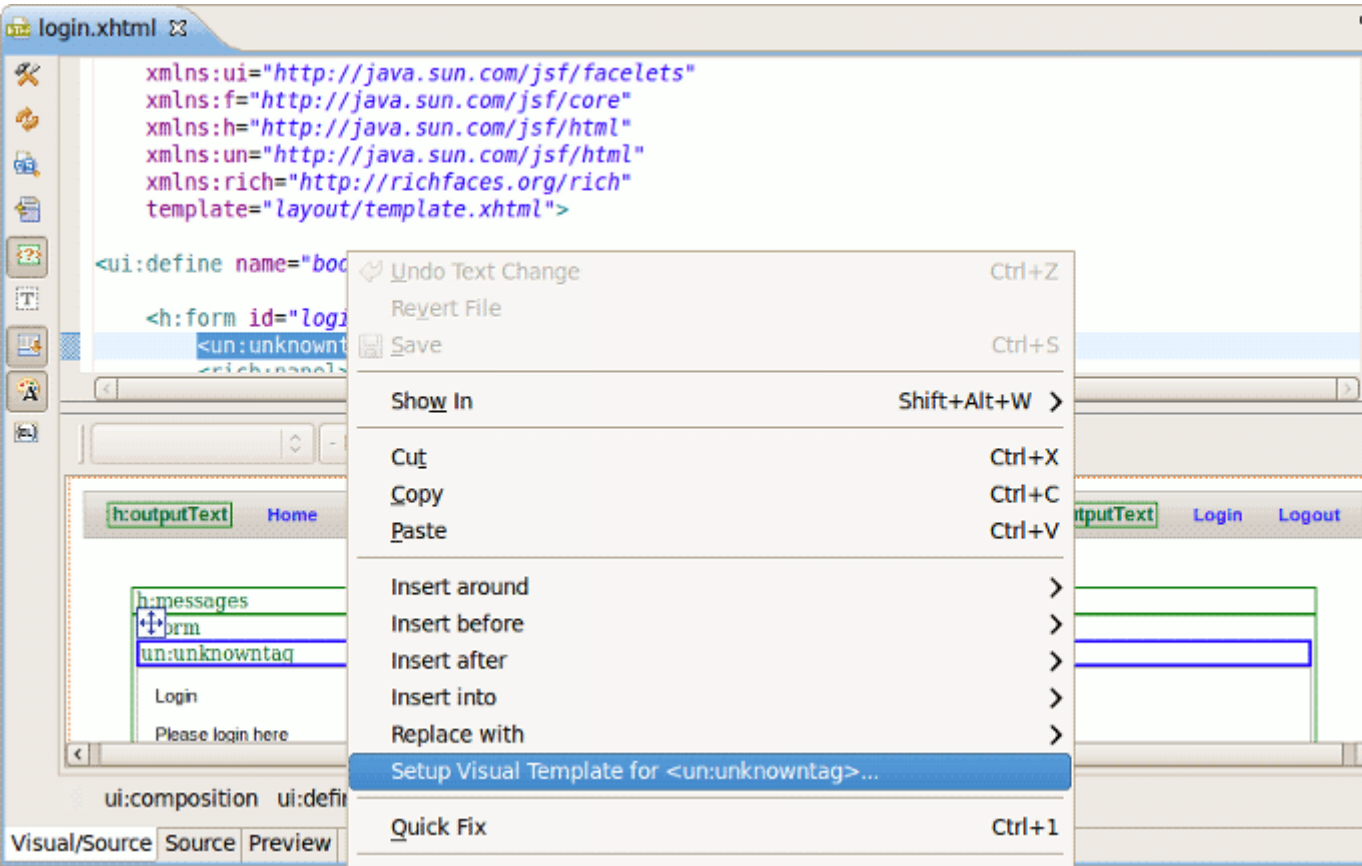 login.xhtml
xmlns:ui="http://java.sun.com/jsf/facelets"
xmlns:f="http://java.sun.com/jsf/core"
xmlns:h="http://java.sun.com/jsf/html"
xmlns:un="http://java.sun.com/jsf/html"
xmlns:rich="http://richfaces.org/rich"
template="layout/template.xhtml">
<ui:define name="bod
<h:form id="logi
<un:unknownt
<rich:panel>
Undo Text Change Ctrl+Z
Revert File
Save Ctrl+S
Show In Shift+Alt+W
Cut Ctrl+X
Copy Ctrl+C
Paste Ctrl+V
Insert around
Insert before
Insert after
Insert into
Replace with
Setup Visual Template for <un:unknowntag>...
Quick Fix Ctrl+1
h:outputText Home
tputText Login Logout
h:messages
orm
un:unknowntag
Login
Please login here
ui:composition ui:defin
Visual/Source Source Preview